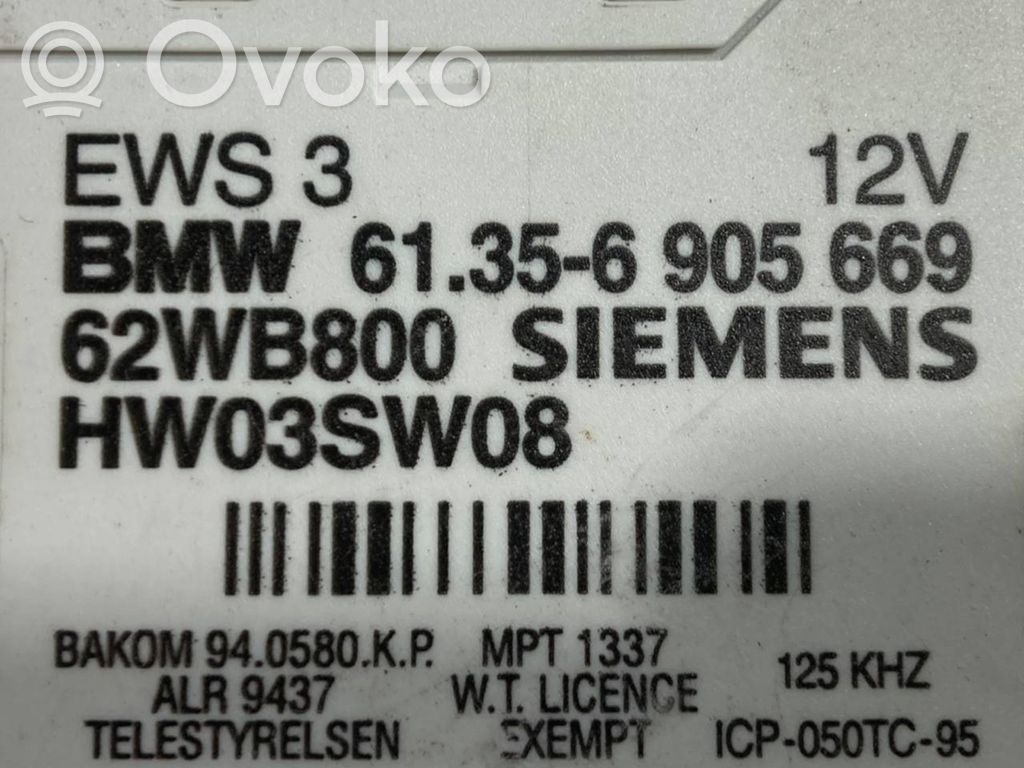 Ovoko
EWS 3 12V
BMW 61.35-6 905 669
62WB800 SIEMENS
HW03SW08
BAKOM 94.0580.K.P. MPT 1337
ALR 9437 W.T. LICENCE 125 KHZ
TELESTYRELSEN EXEMPT ICP-050TC-95